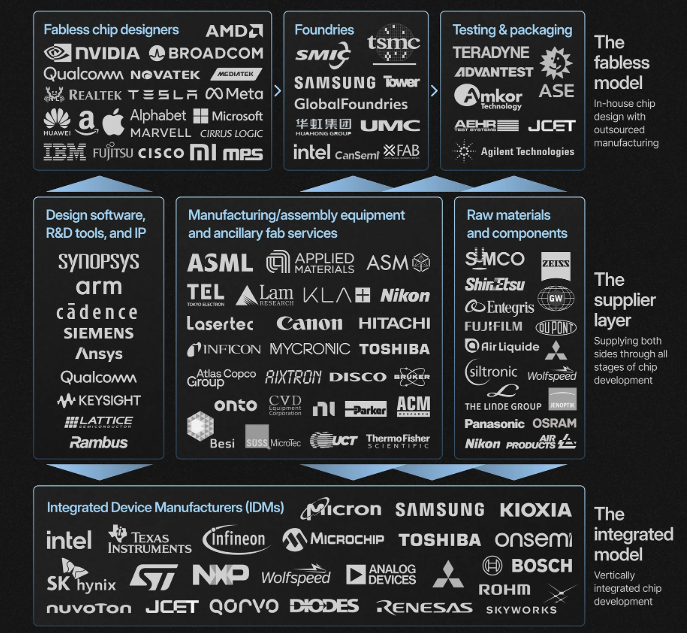 Fabless chip designers
AMD
NVIDIA BROADCOM
Qualcomm NOVATEK MEDIATEK
REALTEK TESLA Meta
HUAWEI a Alphabet Microsoft
MARVELL CIRRUS LOGIC
IBM FUJITSU CISCO MI mps
Foundries
SMIC tsmc
SAMSUNG Tower
GlobalFoundries
华虹集团 UMC
HUAHONG GROUP
intel CanSemi XFAB
Testing & packaging
TERADYNE
ADVANTEST
ASE
Amkor
Technology
AEHR JCET
TEST SYSTEMS
Agilent Technologies
The
fabless
model
In-house chip
design with
outsourced
manufacturing
Design software,
R&D tools, and IP
SYNOPSYS
arm
cādence
SIEMENS
Ansys
Qualcomm
KEYSIGHT
LATTICE
SEMICONDUCTOR
Rambus
Manufacturing/assembly equipment
and ancillary fab services
ASML APPLIED MATERIALS ASM
TEL Lam KLA Nikon
TOKYO ELECTRON RESEARCH
Lasertec Canon HITACHI
INFICON MYCRONIC TOSHIBA
Atlas Copco Group AIXTRON DISCO BRUKER
onto CVD Equipment Corporation ni Parker ACM
RESEARCH
Besi SUSS MicroTec UCT ThermoFisher
SCIENTIFIC
Raw materials
and components
SUMCO ZEISS
ShinEtsu GW
Entegris
FUJIFILM DUPONT
Air Liquide
siltronic Wolfspeed
THE LINDE GROUP JENOPTIK
Panasonic OSRAM
Nikon AIR PRODUCTS
The
supplier
layer
Supplying both
sides through all
stages of chip
development
Integrated Device Manufacturers (IDMs)
Micron SAMSUNG KIOXIA
intel TEXAS INSTRUMENTS Infineon MICROCHIP TOSHIBA onsemi
SK hynix ST NXP Wolfspeed ANALOG DEVICES BOSCH
nuvoTon JCET QORVO DIODES RENESAS ROHM SKYWORKS
The
integrated
model
Vertically
integrated chip
development